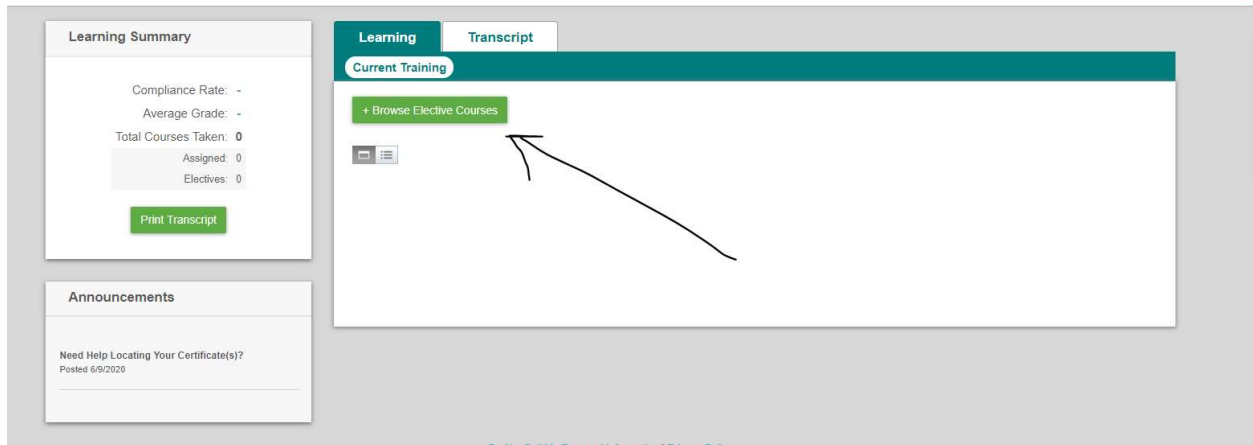 Learning Summary
Compliance Rate: -
Average Grade: -
Total Courses Taken: 0
Assigned: 0
Electives: 0
Print Transcript
Announcements
Need Help Locating Your Certificate(s)?
Posted 6/9/2020
Learning
Transcript
Current Training
+ Browse Elective Courses